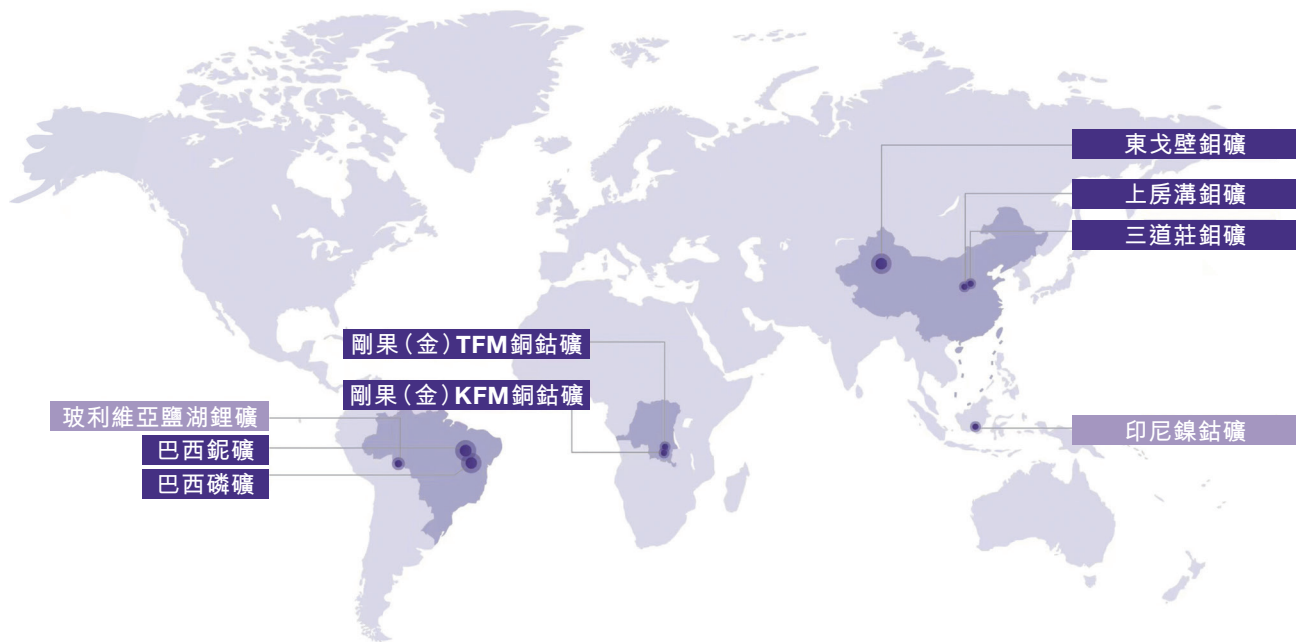 東戈壁鉬礦
上房溝鉬礦
三道莊鉬礦
剛果（金）TFM銅鈷礦
剛果（金）KFM銅鈷礦
玻利維亞鹽湖鋰礦
巴西鈮礦
巴西磷礦
印尼鎳鈷礦